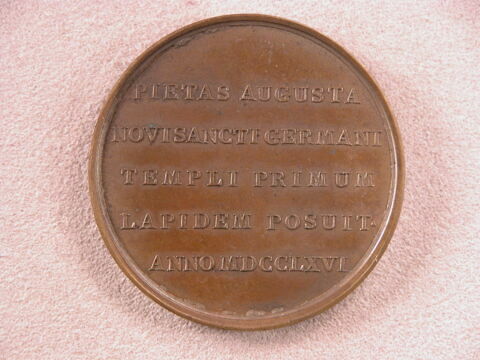 PIETAS AUGUSTA
NOVI SANCTI GERMANI
TEMPLI PRIMUM
LAPIDEM POSUIT·
ANNO MDCCLXVI